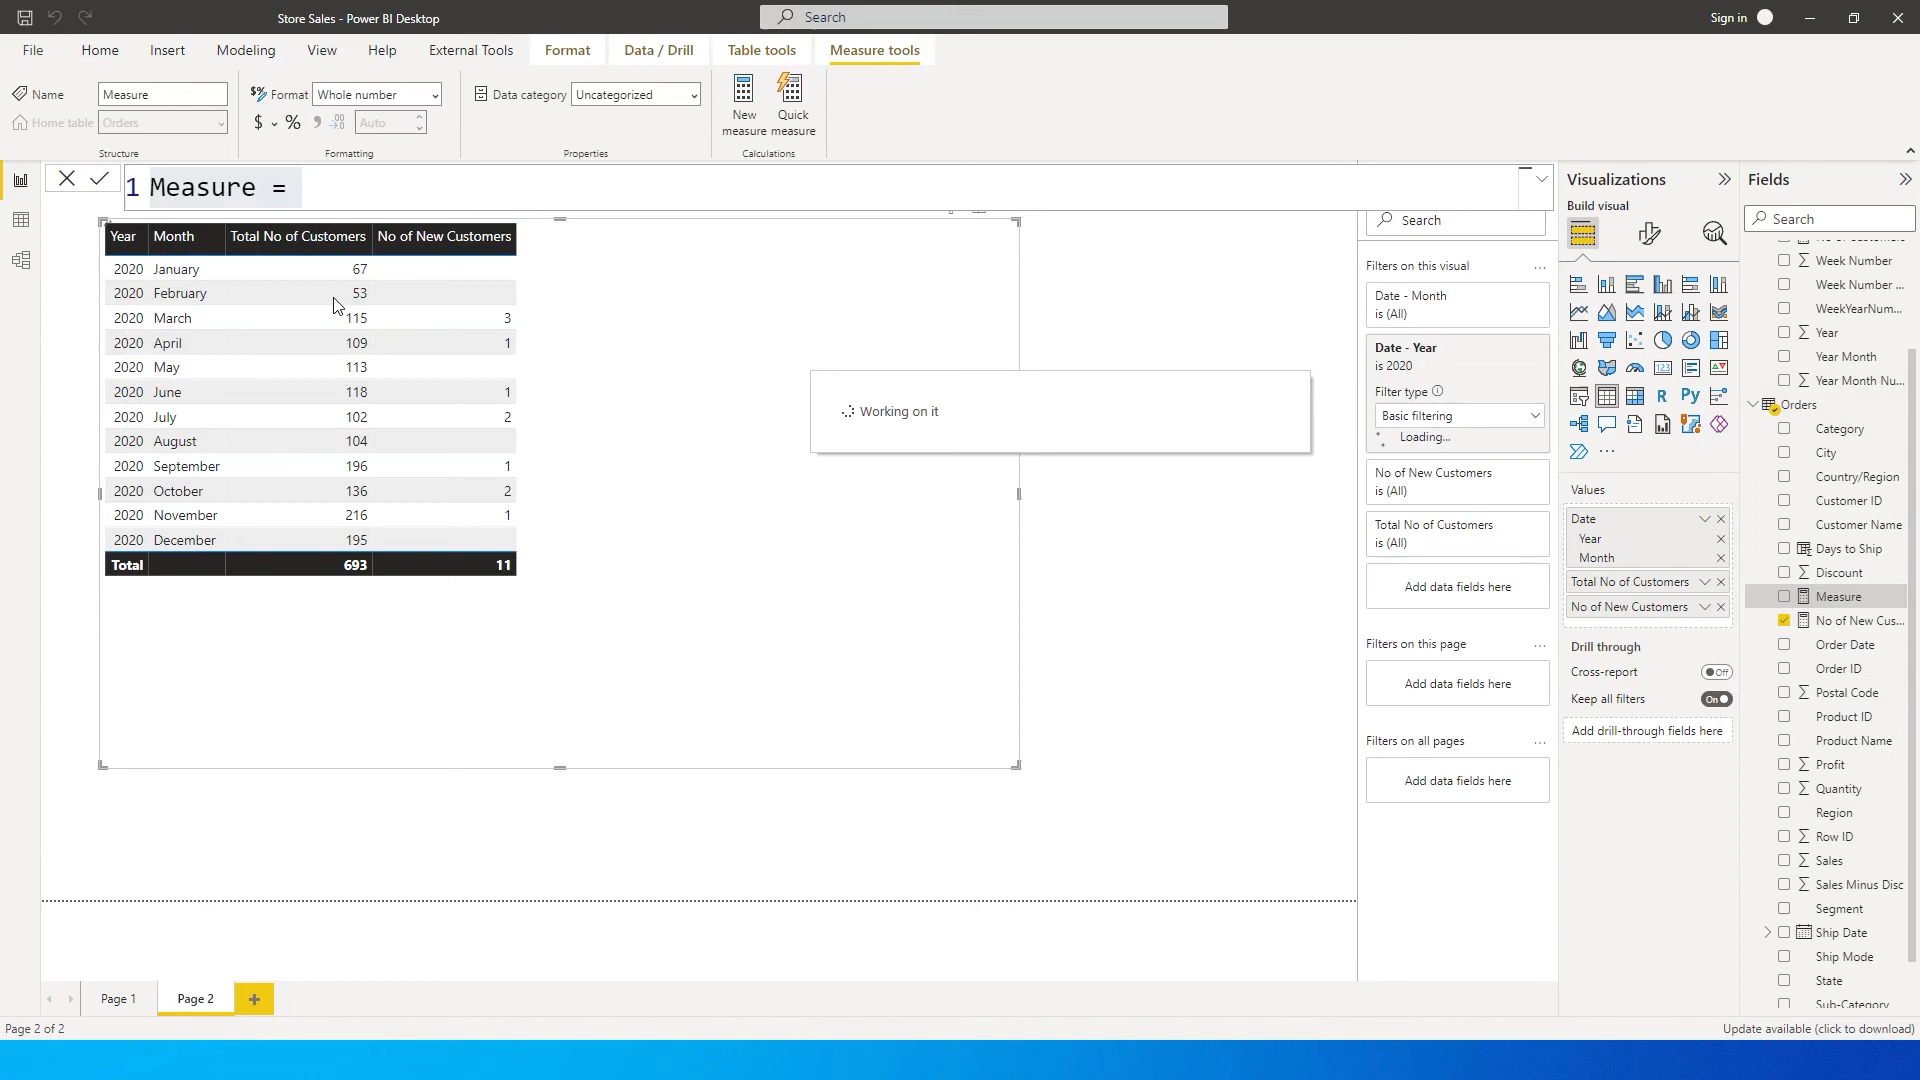 Store Sales - Power BI Desktop
Search
Sign in
File
Home
Insert
Modeling
View
Help
External Tools
Format
Data / Drill
Table tools
Measure tools
Name
Measure
Home table
Orders
Structure
Format
Whole number
$ % 9 .00
Auto
Formatting
Data category
Uncategorized
Properties
New measure
Quick measure
Calculations
1 Measure =
Year Month Total No of Customers No of New Customers
2020 January 67
2020 February 53
2020 March 115 3
2020 April 109 1
2020 May 113
2020 June 118 1
2020 July 102 2
2020 August 104
2020 September 196 1
2020 October 136 2
2020 November 216 1
2020 December 195
Total 693 11
Working on it
Search
Filters on this visual ...
Date - Month
is (All)
Date - Year
is 2020
Filter type
Basic filtering
Loading...
No of New Customers
is (All)
Total No of Customers
is (All)
Add data fields here
Filters on this page ...
Add data fields here
Filters on all pages ...
Add data fields here
Visualizations
Build visual
123
R
Py
...
Values
Date
Year
Month
Total No of Customers
No of New Customers
Drill through
Cross-report
Off
Keep all filters
On
Add drill-through fields here
Fields
Search
Week Number
Week Number ...
WeekYearNum...
Year
Year Month
Year Month Nu...
Orders
Category
City
Country/Region
Customer ID
Customer Name
Days to Ship
Discount
Measure
No of New Cus...
Order Date
Order ID
Postal Code
Product ID
Product Name
Profit
Quantity
Region
Row ID
Sales
Sales Minus Disc
Segment
Ship Date
Ship Mode
State
Sub-Category
Page 1
Page 2
+
Page 2 of 2
Update available (click to download)